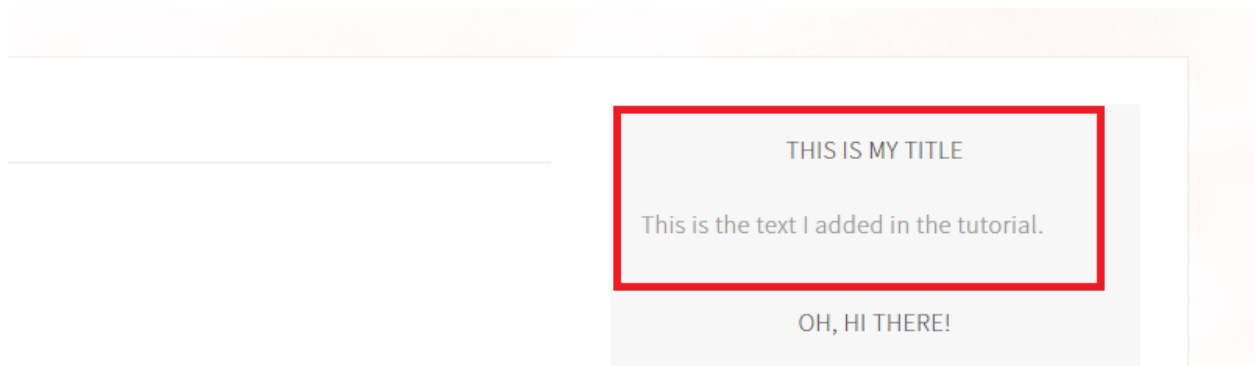 THIS IS MY TITLE
This is the text I added in the tutorial.
OH, HI THERE!